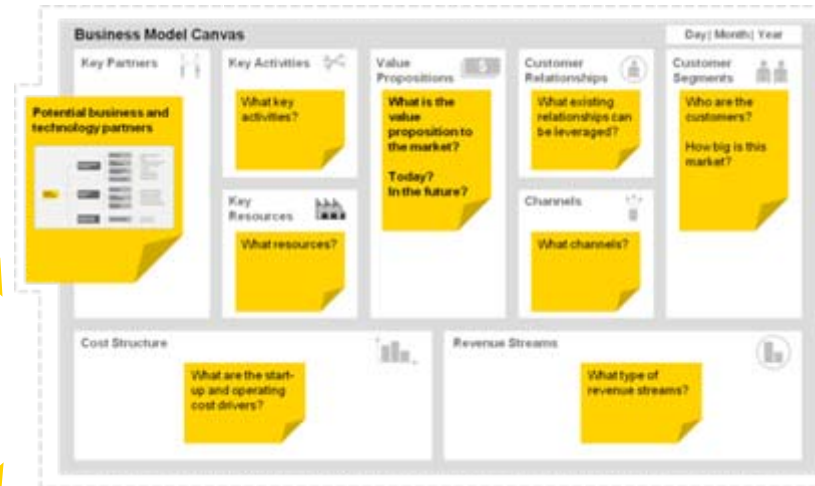 Business Model Canvas
Day| Month| Year
Key Partners
Potential business and
technology partners
Key Activities
What key
activities?
Key
Resources
What resources?
Value
Propositions
What is the
value
proposition to
the market?
Today?
In the future?
Customer
Relationships
What existing
relationships can
be leveraged?
Channels
What channels?
Customer
Segments
Who are the
customers?
How big is this
market?
Cost Structure
What are the start-
up and operating
cost drivers?
Revenue Streams
What type of
revenue streams?